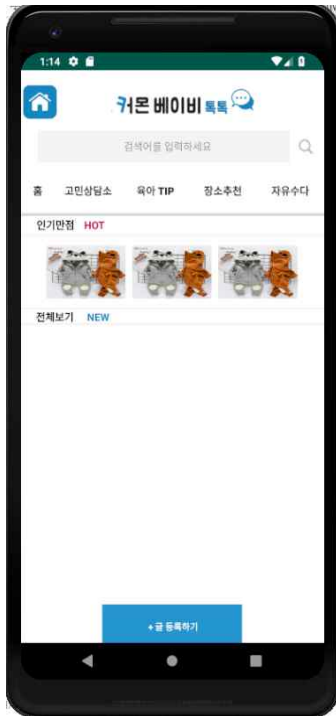 1:14
커몬 베이비 톡톡
검색어를 입력하세요
홈 고민상담소 육아 TIP 장소추천 자유수다
인기만점 HOT
전체보기 NEW
+글 등록하기